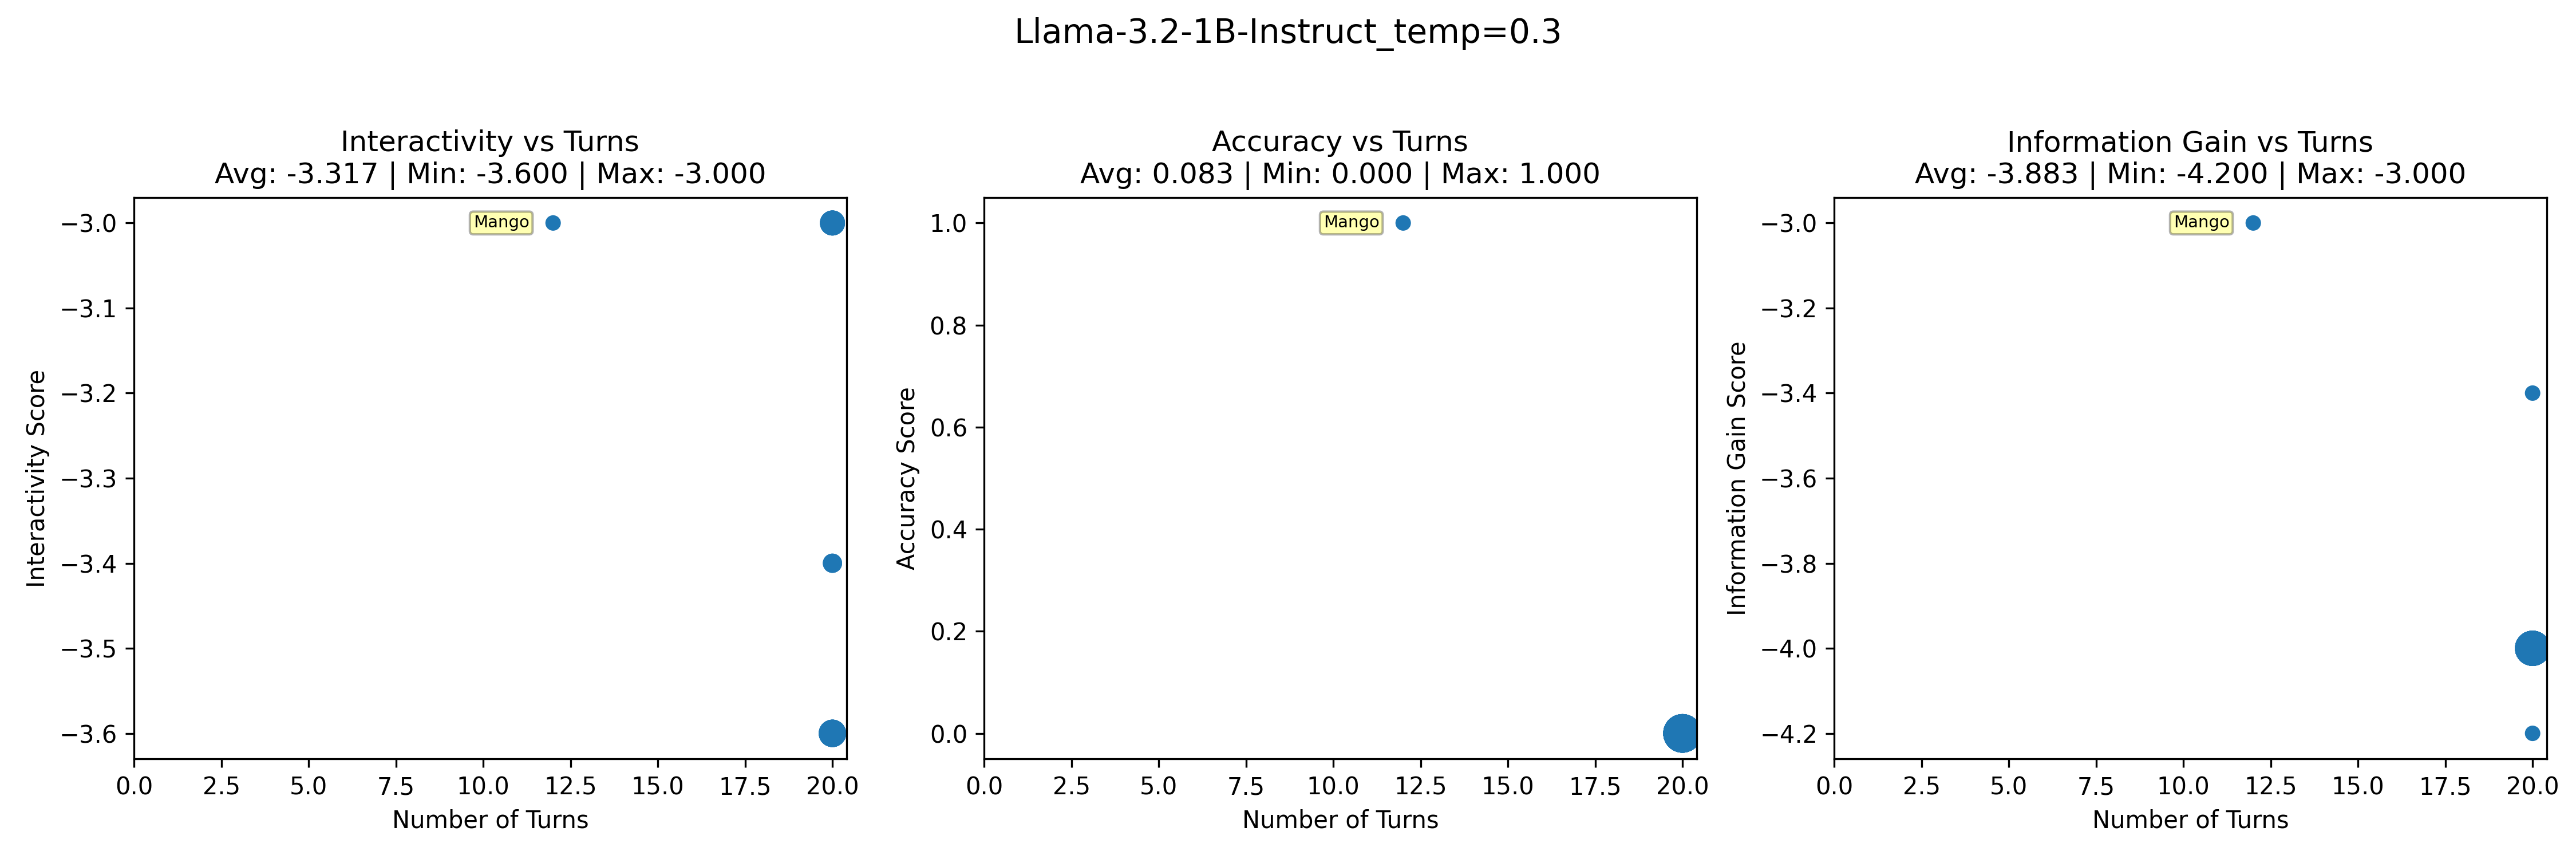 Llama-3.2-1B-Instruct_temp=0.3
Interactivity vs Turns
Avg: -3.317 | Min: -3.600 | Max: -3.000
Interactivity Score
−3.0
−3.1
−3.2
−3.3
−3.4
−3.5
−3.6
Mango
0.0 2.5 5.0 7.5 10.0 12.5 15.0 17.5 20.0
Number of Turns
Accuracy vs Turns
Avg: 0.083 | Min: 0.000 | Max: 1.000
Accuracy Score
1.0
0.8
0.6
0.4
0.2
0.0
Mango
0.0 2.5 5.0 7.5 10.0 12.5 15.0 17.5 20.0
Number of Turns
Information Gain vs Turns
Avg: -3.883 | Min: -4.200 | Max: -3.000
Information Gain Score
−3.0
−3.2
−3.4
−3.6
−3.8
−4.0
−4.2
Mango
0.0 2.5 5.0 7.5 10.0 12.5 15.0 17.5 20.0
Number of Turns